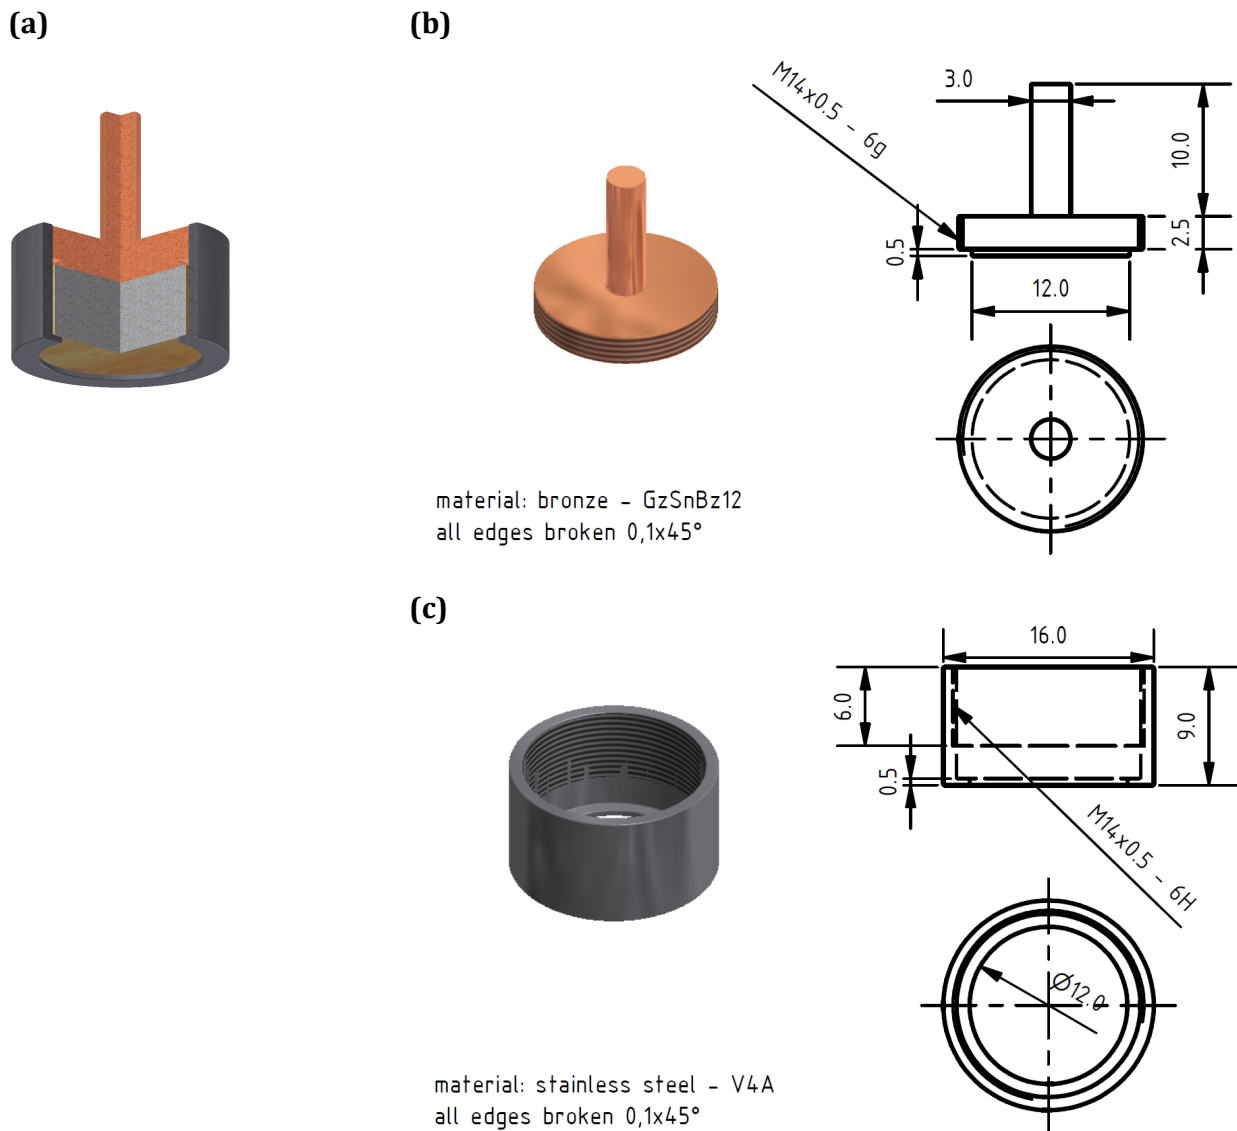 (a)
(b)
M14x0.5 - 6g
3.0
10.0
2.5
0.5
12.0
material: bronze - GzSnBz12
all edges broken 0,1x45°
(c)
16.0
6.0
9.0
0.5
M14x0.5 - 6H
Ø12.0
material: stainless steel - V4A
all edges broken 0,1x45°